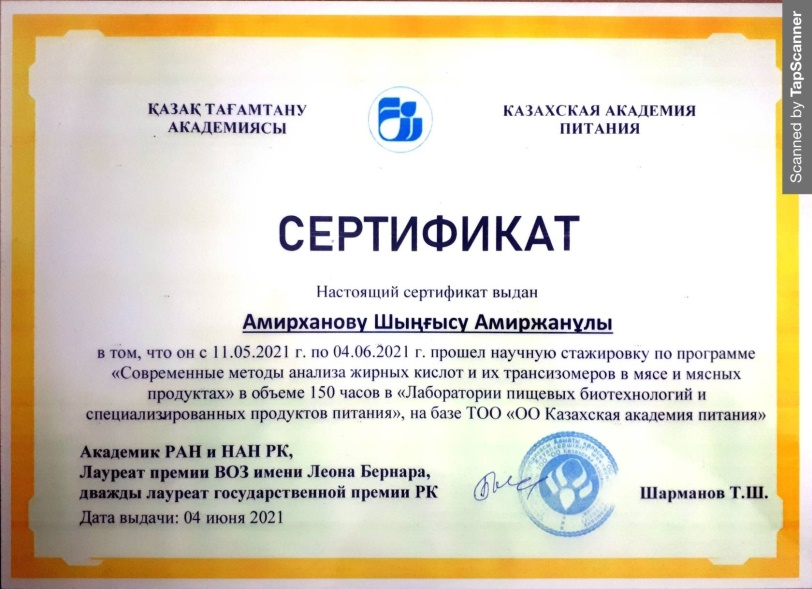 ҚАЗАҚ ТАҒАМТАНУ
АКАДЕМИЯСЫ
КАЗАХСКАЯ АКАДЕМИЯ
ПИТАНИЯ
СЕРТИФИКАТ
Настоящий сертификат выдан
Амирханову Шыңғысу Амиржанұлы
в том, что он с 11.05.2021 г. по 04.06.2021 г. прошел научную стажировку по программе
«Современные методы анализа жирных кислот и их трансизомеров в мясе и мясных
продуктах» в объеме 150 часов в «Лаборатории пищевых биотехнологий и
специализированных продуктов питания», на базе ТОО «ОО Казахская академия питания»
Академик РАН и НАН РК,
Лауреат премии ВОЗ имени Леона Бернара,
дважды лауреат государственной премии РК
Шарманов Т.Ш.
Дата выдачи: 04 июня 2021
Scanned by TapScanner